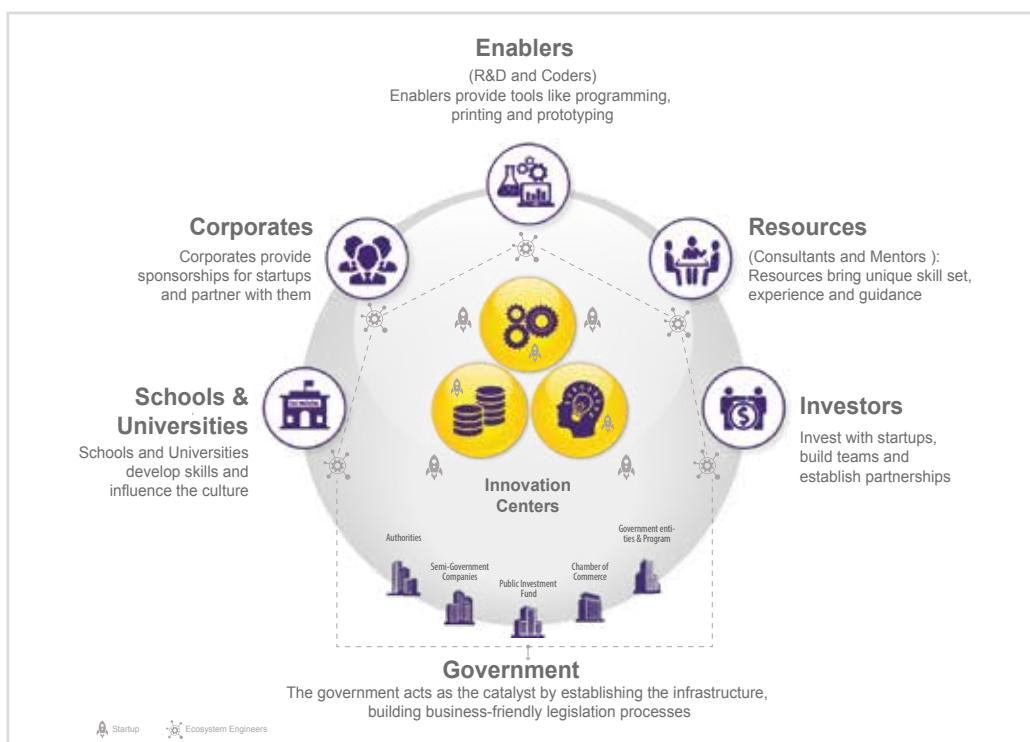 Enablers
(R&D and Coders)
Enablers provide tools like programming,
printing and prototyping
Corporates
Corporates provide
sponsorships for startups
and partner with them
Resources
(Consultants and Mentors ):
Resources bring unique skill set,
experience and guidance
Schools &
Universities
Schools and Universities
develop skills and
influence the culture
Investors
Invest with startups,
build teams and
establish partnerships
Innovation
Centers
Authorities
Semi-Government
Companies
Public Investment
Fund
Chamber of
Commerce
Government enti-
ties & Program
Government
The government acts as the catalyst by establishing the infrastructure,
building business-friendly legislation processes
Startup
Ecosystem Engineers